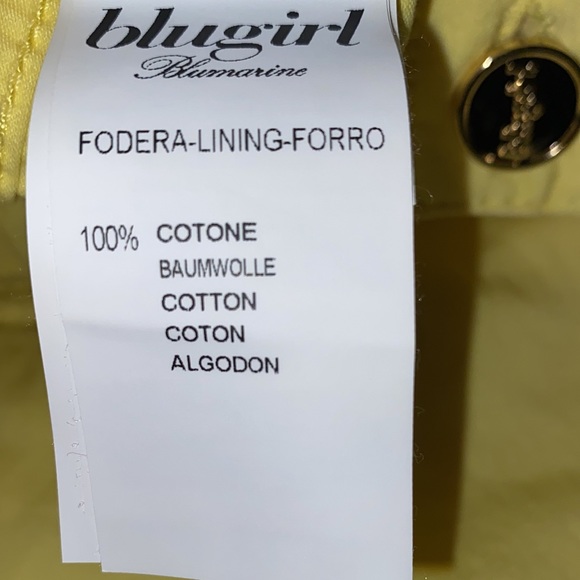 blugirl
Blumarine
FODERA-LINING-FORRO
100% COTONE
BAUMWOLLE
COTTON
COTON
ALGODON